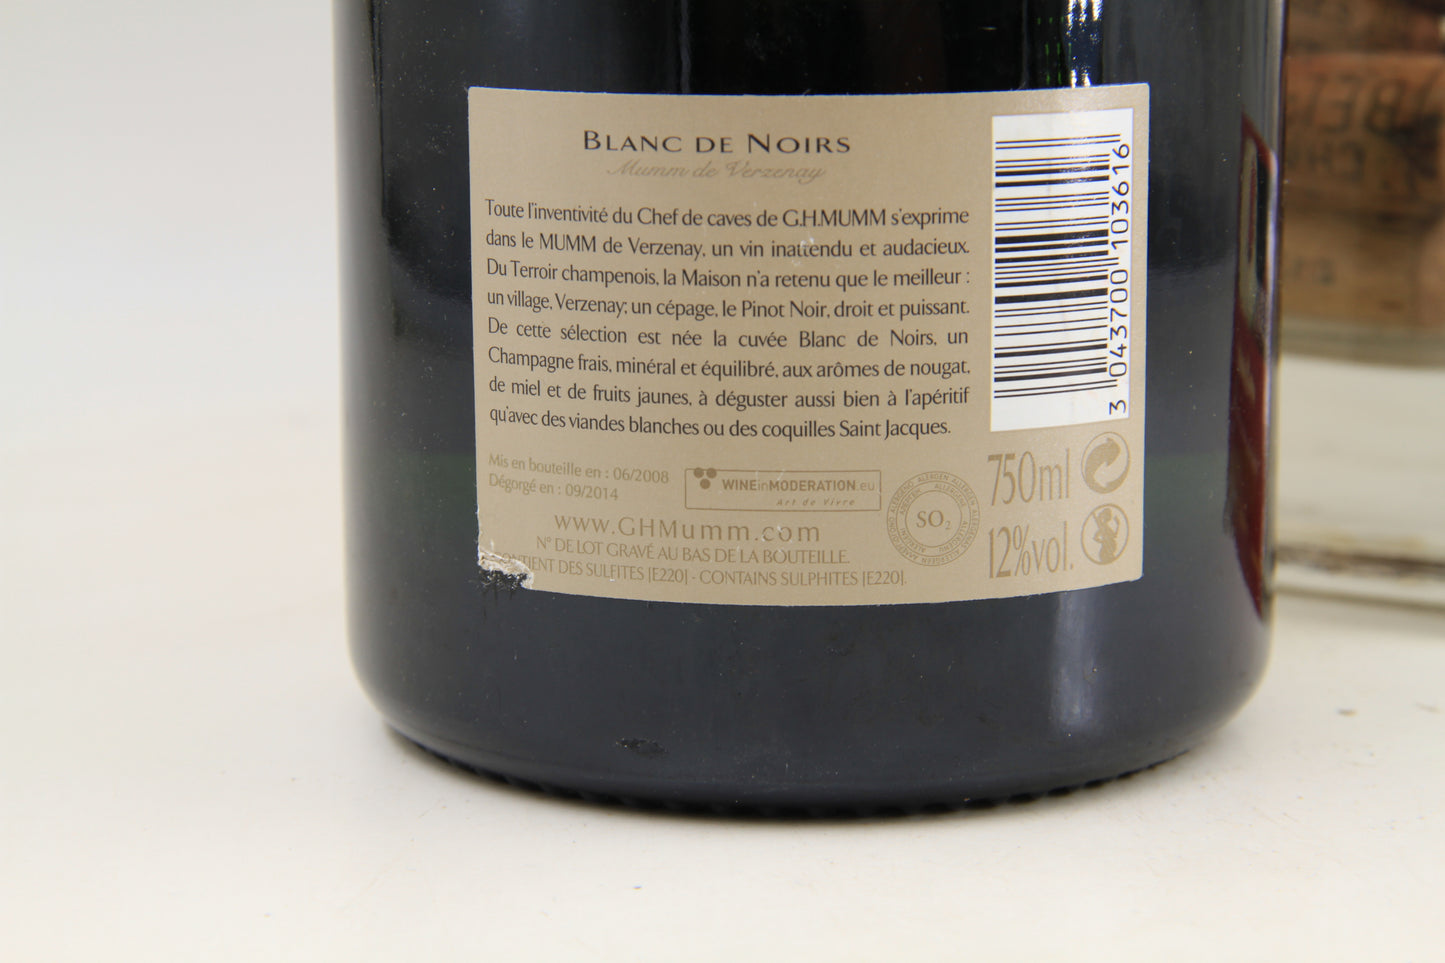 BLANC DE NOIRS
Mumm de Verzenay
Toute l'inventivité du Chef de caves de G.H.MUMM s'exprime
dans le MUMM de Verzenay, un vin inattendu et audacieux.
Du Terroir champenois, la Maison n'a retenu que le meilleur :
un village, Verzenay; un cépage, le Pinot Noir, droit et puissant.
De cette sélection est née la cuvée Blanc de Noirs, un
Champagne frais, minéral et équilibré, aux arômes de nougat,
de miel et de fruits jaunes, à déguster aussi bien à l'apéritif
qu'avec des viandes blanches ou des coquilles Saint Jacques.
Mis en bouteille en : 06/2008
Dégorgé en : 09/2014
WINEinMODERATION.eu
Art de Vivre
www.GHMumm.com
N° DE LOT GRAVÉ AU BAS DE LA BOUTEILLE.
DES SULFITES [E220] - CONTAINS SULPHITES [E220].
3 043700 103616
SO2
750ml
12%vol.